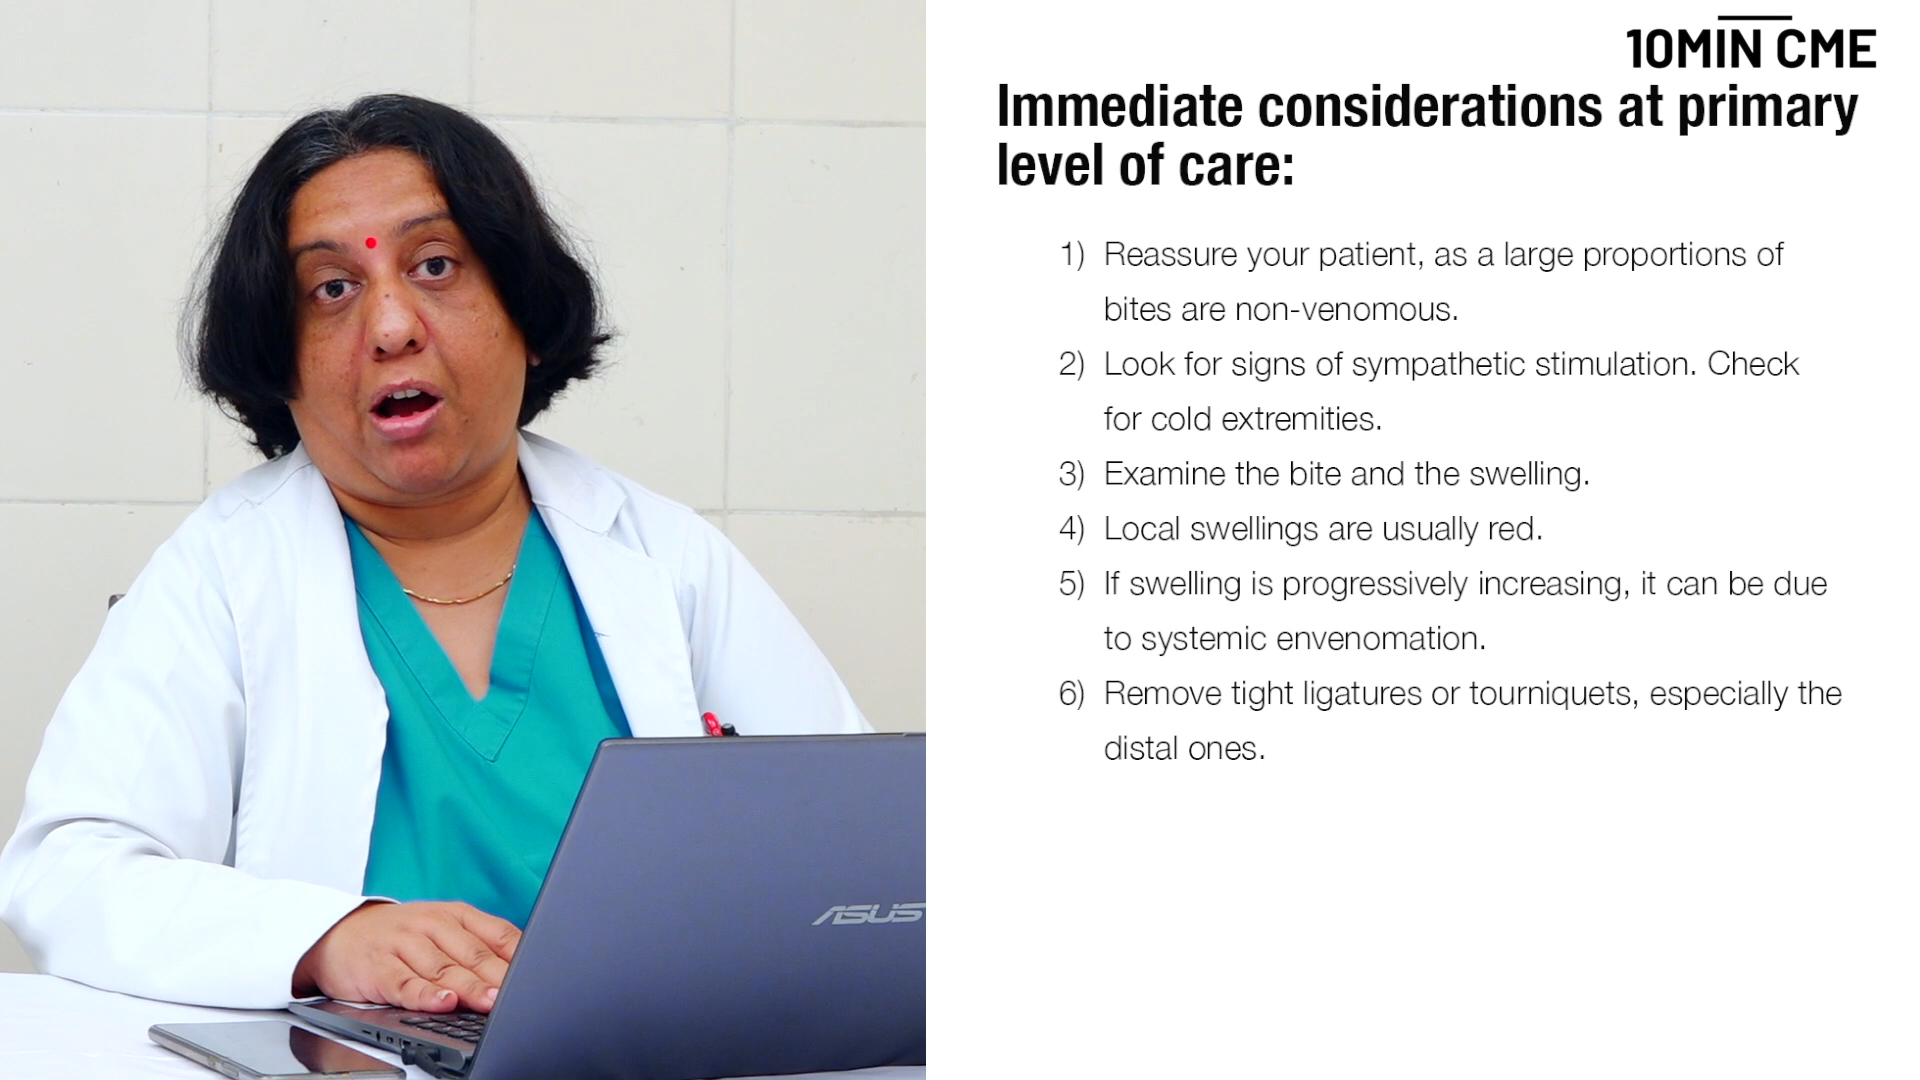 10MIN CME
Immediate considerations at primary
level of care:
1) Reassure your patient, as a large proportions of
bites are non-venomous.
2) Look for signs of sympathetic stimulation. Check
for cold extremities.
3) Examine the bite and the swelling.
4) Local swellings are usually red.
5) If swelling is progressively increasing, it can be due
to systemic envenomation.
6) Remove tight ligatures or tourniquets, especially the
distal ones.
ASUS